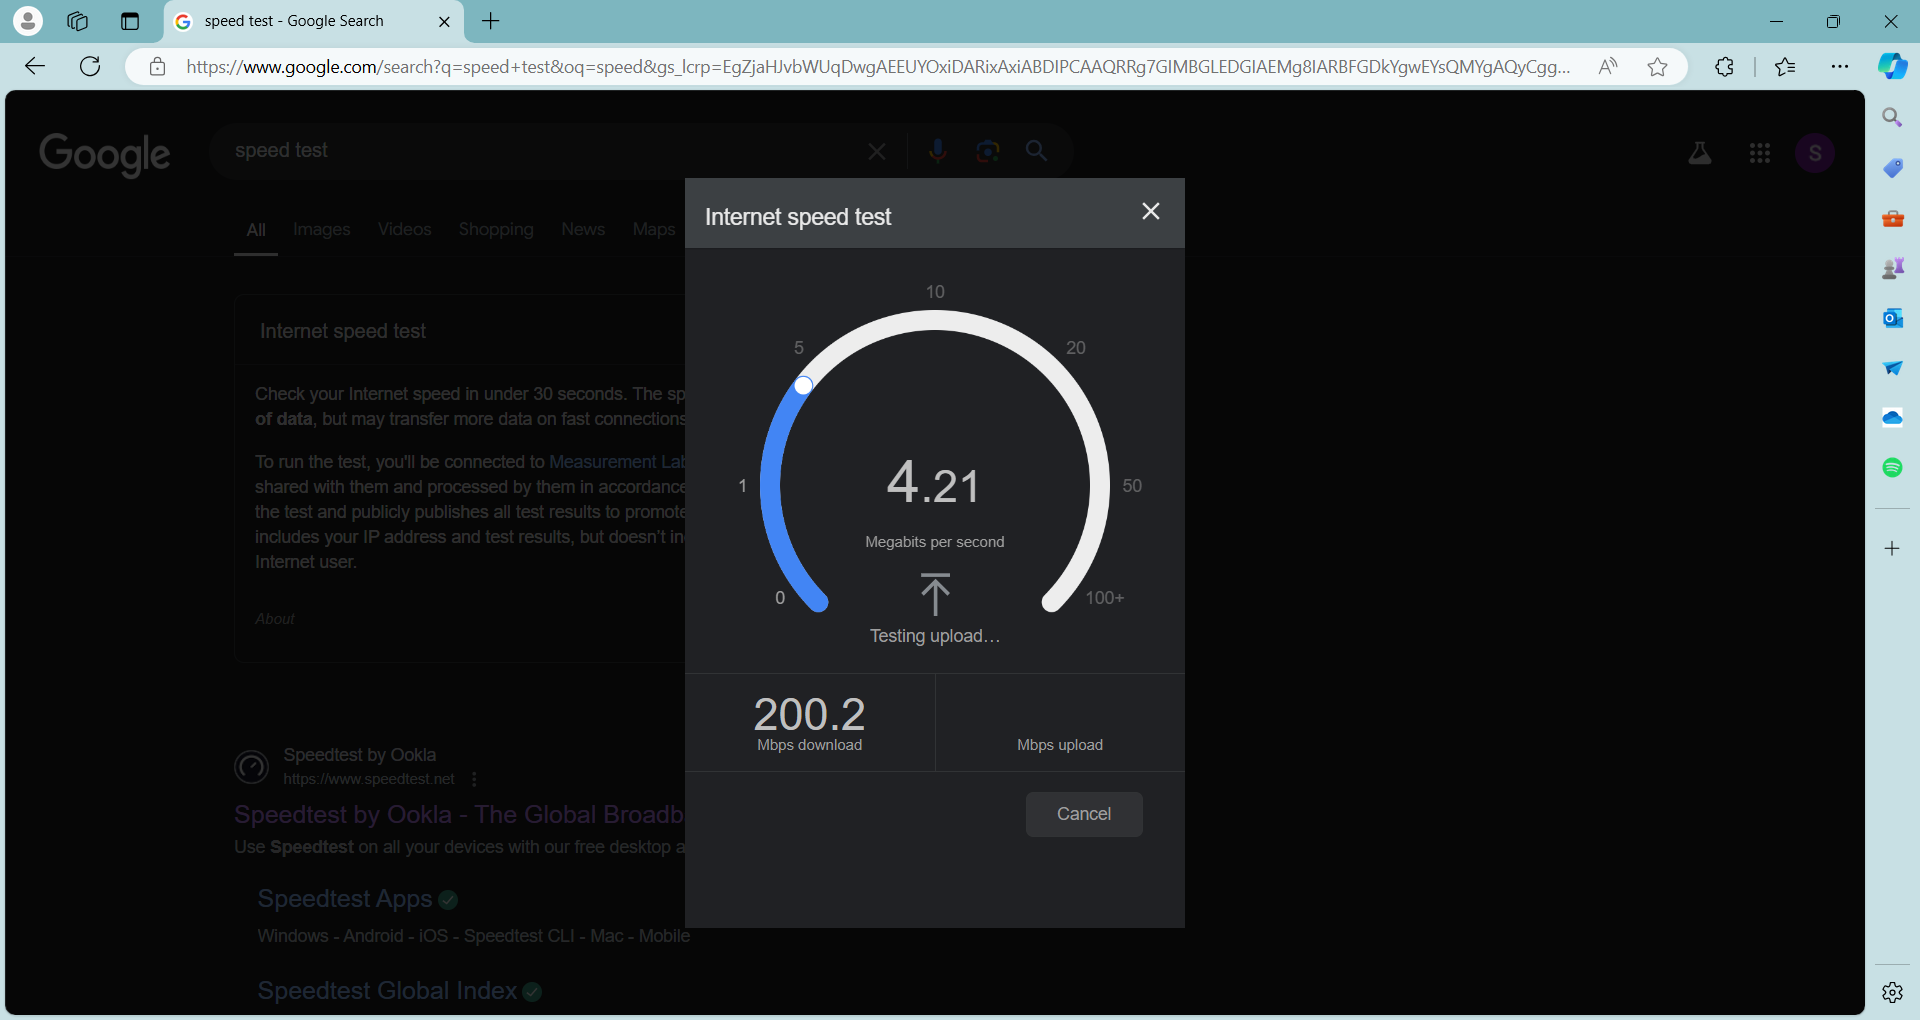 speed test - Google Search
https://www.google.com/search?q=speed+test&oq=speed&gs_lcrp=EgZjaHJvbWUqDwgAEEUYOxiDARixAxiABDIPCAAQRRg7GIMBGLEDGIAEMg8IARBFGDkYgwEYsQMYgAQyCgg...
Google
speed test
S
All Images Videos Shopping News Maps
Internet speed test
Check your Internet speed in under 30 seconds. The sp
of data, but may transfer more data on fast connections
To run the test, you'll be connected to Measurement Lab
shared with them and processed by them in accordance
the test and publicly publishes all test results to promote
includes your IP address and test results, but doesn't in
Internet user.
About
Speedtest by Ookla
https://www.speedtest.net
Speedtest by Ookla - The Global Broadb
Use Speedtest on all your devices with our free desktop a
Speedtest Apps
Windows - Android - iOS - Speedtest CLI - Mac - Mobile
Speedtest Global Index
Internet speed test
10
5 20
1 50
0 100+
4.21
Megabits per second
Testing upload...
200.2
Mbps download
Mbps upload
Cancel